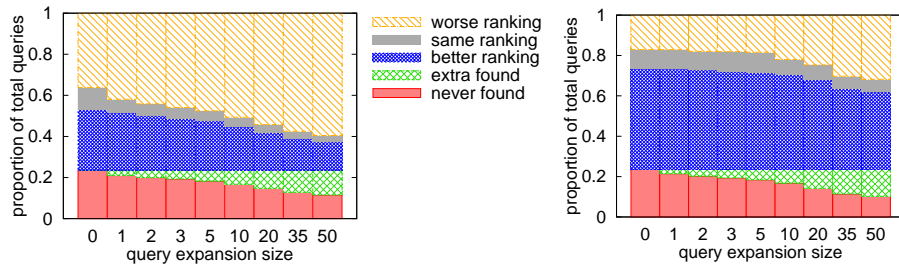 proportion of total queries
1
0.8
0.6
0.4
0.2
0
0 1 2 3 5 10 20 35 50
query expansion size
worse ranking
same ranking
better ranking
extra found
never found
proportion of total queries
1
0.8
0.6
0.4
0.2
0
0 1 2 3 5 10 20 35 50
query expansion size